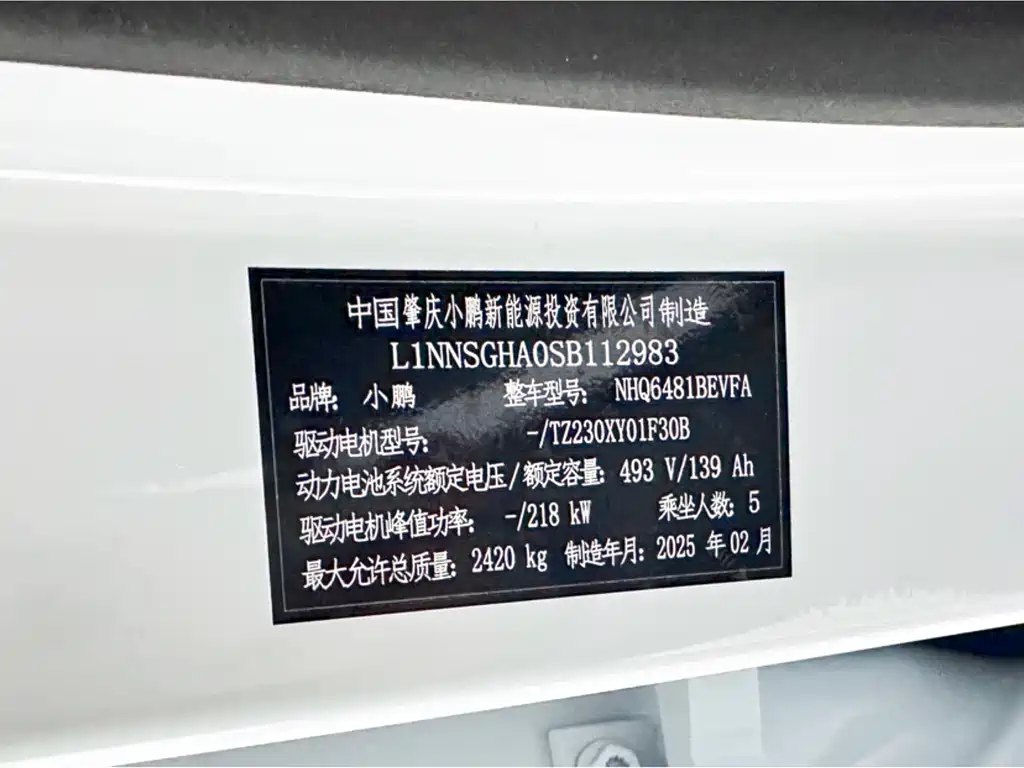 中国肇庆小鹏新能源投资有限公司制造
L1NNSGHA0SB112983
品牌: 小鹏 整车型号: NHQ6481BEVFA
驱动电机型号: -/TZ230XY01F30B
动力电池系统额定电压/额定容量: 493 V/139 Ah
驱动电机峰值功率: -/218 kW 乘坐人数: 5
最大允许总质量: 2420 kg 制造年月: 2025 年 02 月